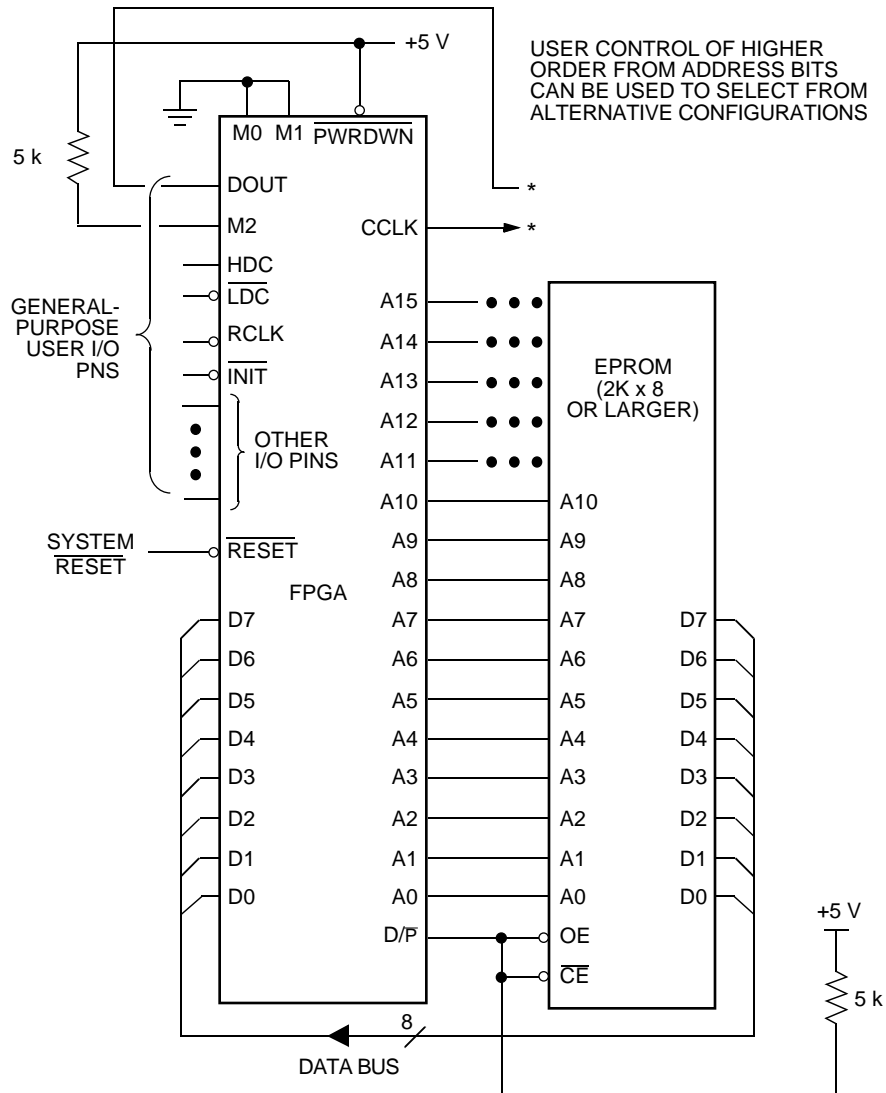 +5 V
USER CONTROL OF HIGHER
ORDER FROM ADDRESS BITS
CAN BE USED TO SELECT FROM
ALTERNATIVE CONFIGURATIONS
M0 M1 PWRDWN
5 k
DOUT
*
M2
CCLK
*
HDC
LDC
RCLK
INIT
GENERAL-
PURPOSE
USER I/O
PNS
OTHER
I/O PINS
A15
A14
A13
A12
A11
EPROM
(2K x 8
OR LARGER)
A10 A10
SYSTEM
RESET
RESET
FPGA
A9 A9
A8 A8
D7 A7 A7 D7
D6 A6 A6 D6
D5 A5 A5 D5
D4 A4 A4 D4
D3 A3 A3 D3
D2 A2 A2 D2
D1 A1 A1 D1
D0 A0 A0 D0
D/P OE
CE
+5 V
5 k
8
DATA BUS